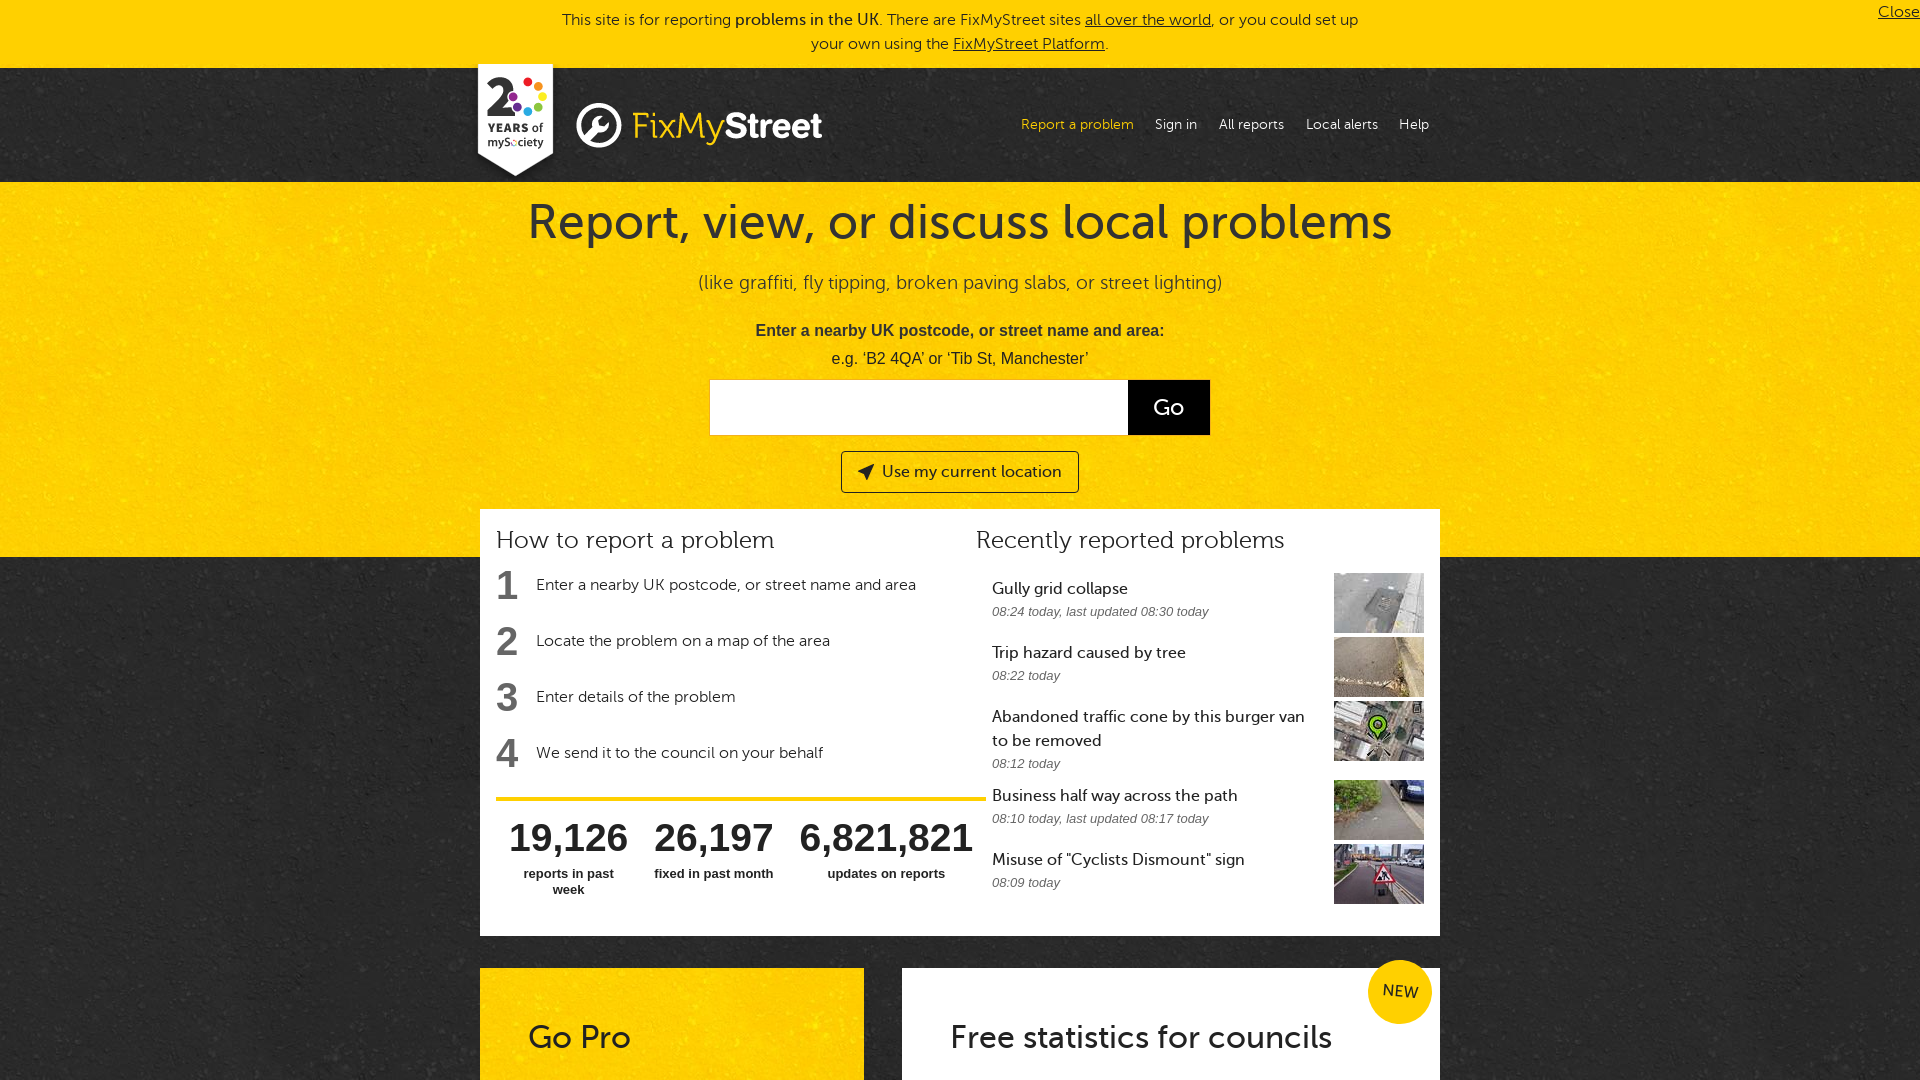 This site is for reporting problems in the UK. There are FixMyStreet sites all over the world, or you could set up
your own using the FixMyStreet Platform.
Close
20
YEARS of
mySociety
FixMyStreet
Report a problem
Sign in
All reports
Local alerts
Help
Report, view, or discuss local problems
(like graffiti, fly tipping, broken paving slabs, or street lighting)
Enter a nearby UK postcode, or street name and area:
e.g. ‘B2 4QA’ or ‘Tib St, Manchester’
Go
Use my current location
How to report a problem
1 Enter a nearby UK postcode, or street name and area
2 Locate the problem on a map of the area
3 Enter details of the problem
4 We send it to the council on your behalf
19,126
reports in past
week
26,197
fixed in past month
6,821,821
updates on reports
Recently reported problems
Gully grid collapse
08:24 today, last updated 08:30 today
Trip hazard caused by tree
08:22 today
Abandoned traffic cone by this burger van
to be removed
08:12 today
Business half way across the path
08:10 today, last updated 08:17 today
Misuse of "Cyclists Dismount" sign
08:09 today
Go Pro
NEW
Free statistics for councils